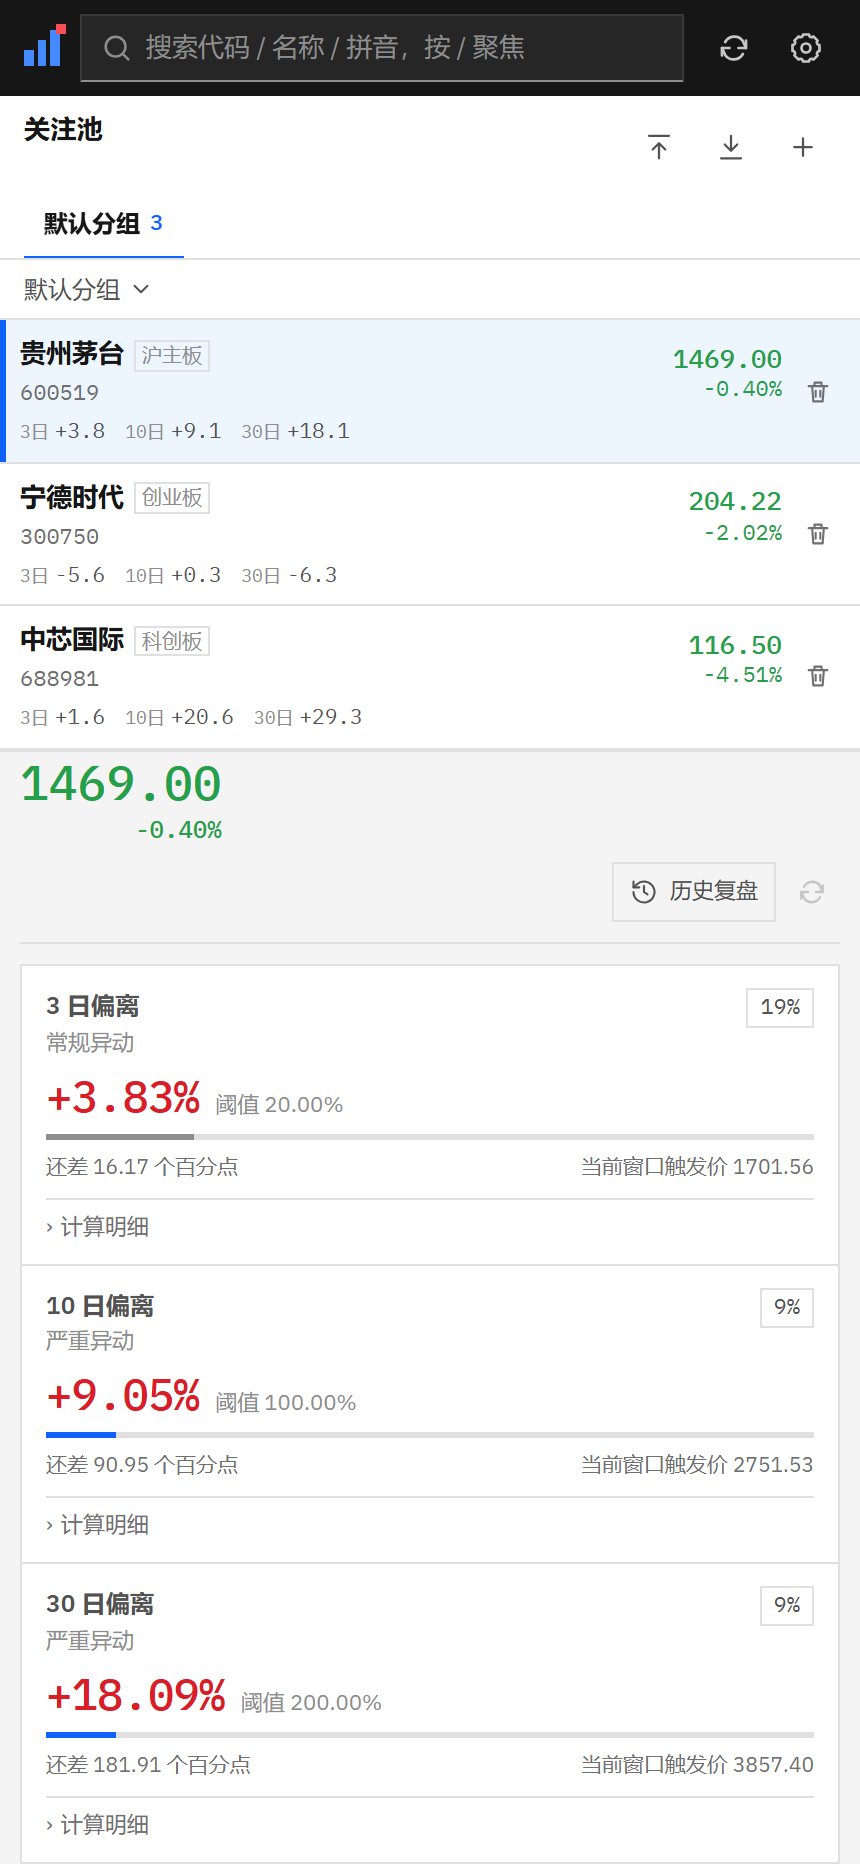 搜索代码 / 名称 / 拼音，按 / 聚焦
关注池
默认分组 3
默认分组
贵州茅台 沪主板
1469.00
600519
-0.40%
3日 +3.8 10日 +9.1 30日 +18.1
宁德时代 创业板
204.22
300750
-2.02%
3日 -5.6 10日 +0.3 30日 -6.3
中芯国际 科创板
116.50
688981
-4.51%
3日 +1.6 10日 +20.6 30日 +29.3
1469.00
-0.40%
历史复盘
3 日偏离 19%
常规异动
+3.83% 阈值 20.00%
还差 16.17 个百分点 当前窗口触发价 1701.56
› 计算明细
10 日偏离 9%
严重异动
+9.05% 阈值 100.00%
还差 90.95 个百分点 当前窗口触发价 2751.53
› 计算明细
30 日偏离 9%
严重异动
+18.09% 阈值 200.00%
还差 181.91 个百分点 当前窗口触发价 3857.40
› 计算明细